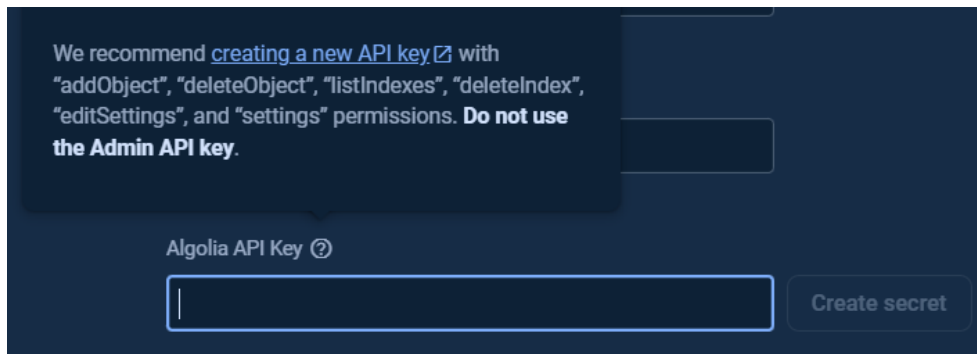 We recommend creating a new API key with
“addObject”, “deleteObject”, “listIndexes”, “deleteIndex”,
“editSettings”, and “settings” permissions. Do not use
the Admin API key.
Algolia API Key
Create secret